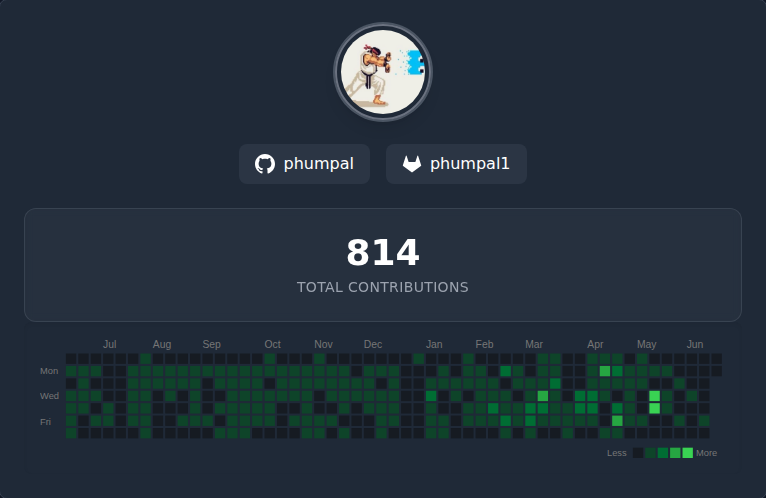 phumpal phumpal1
814
TOTAL CONTRIBUTIONS
Jul Aug Sep Oct Nov Dec Jan Feb Mar Apr May Jun
Mon
Wed
Fri
Less More